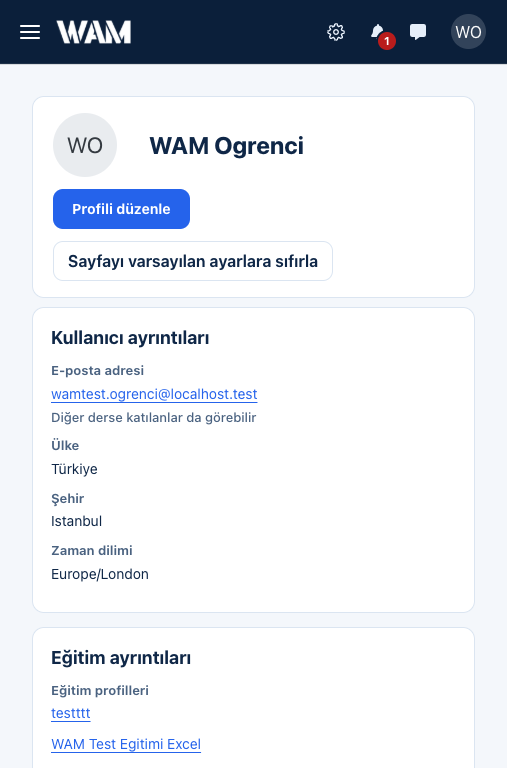 WAM
1
WO
WO
WAM Ogrenci
Profili düzenle
Sayfayı varsayılan ayarlara sıfırla
Kullanıcı ayrıntıları
E-posta adresi
wamtest.ogrenci@localhost.test
Diğer derse katılanlar da görebilir
Ülke
Türkiye
Şehir
Istanbul
Zaman dilimi
Europe/London
Eğitim ayrıntıları
Eğitim profilleri
testttt
WAM Test Egitimi Excel